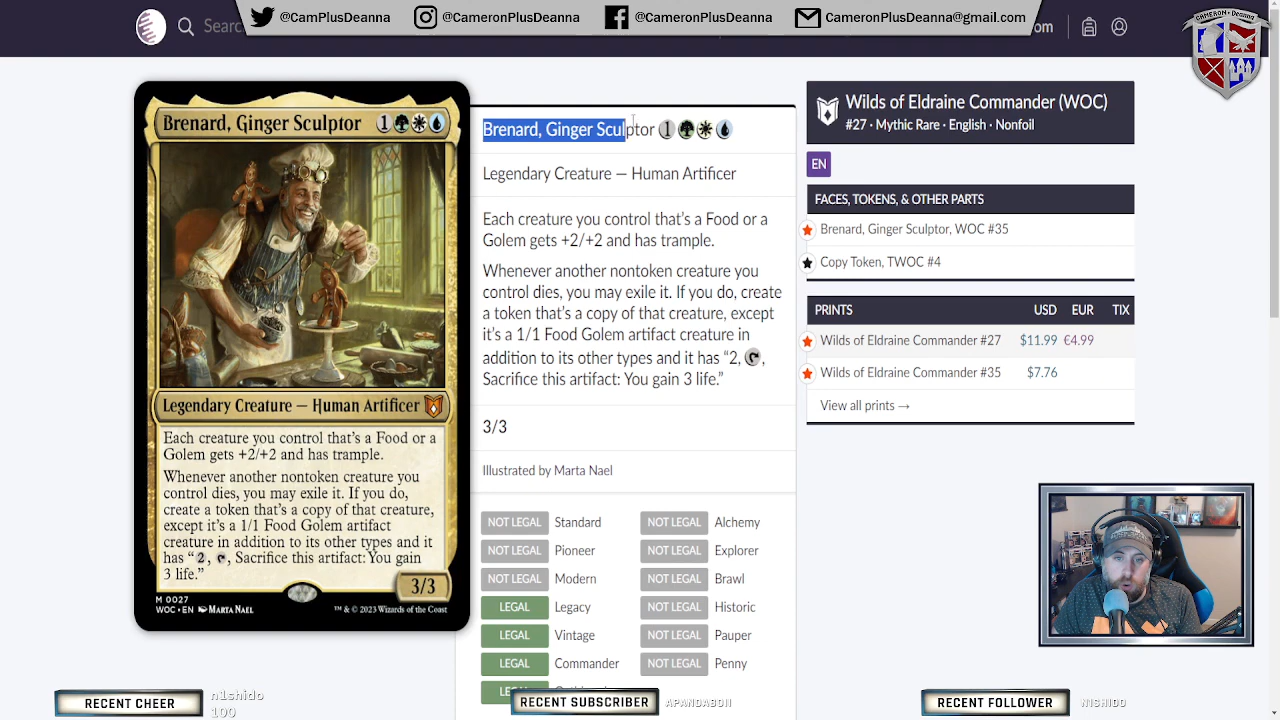 Searc
@CamPlusDeanna
@CameronPlusDeanna
@CameronPlusDeanna
CameronPlusDeanna@gmail.com
om
CAMERON + Deanna
Brenard, Ginger Sculptor 1
Legendary Creature — Human Artificer
Each creature you control that's a Food or a
Golem gets +2/+2 and has trample.
Whenever another nontoken creature you
control dies, you may exile it. If you do,
create a token that's a copy of that creature,
except it's a 1/1 Food Golem artifact
creature in addition to its other types and it
has "2, , Sacrifice this artifact: You gain
3 life."
3/3
M 0027
WOC • EN MARTA NAEL
™ & © 2023 Wizards of the Coast
Brenard, Ginger Sculptor 1
Legendary Creature — Human Artificer
Each creature you control that's a Food or a
Golem gets +2/+2 and has trample.
Whenever another nontoken creature you
control dies, you may exile it. If you do, create
a token that's a copy of that creature, except
it's a 1/1 Food Golem artifact creature in
addition to its other types and it has "2, ,
Sacrifice this artifact: You gain 3 life."
3/3
Illustrated by Marta Nael
NOT LEGAL Standard NOT LEGAL Alchemy
NOT LEGAL Pioneer NOT LEGAL Explorer
NOT LEGAL Modern NOT LEGAL Brawl
LEGAL Legacy NOT LEGAL Historic
LEGAL Vintage NOT LEGAL Pauper
LEGAL Commander NOT LEGAL Penny
Wilds of Eldraine Commander (WOC)
#27 · Mythic Rare · English · Nonfoil
EN
FACES, TOKENS, & OTHER PARTS
Brenard, Ginger Sculptor, WOC #35
Copy Token, TWOC #4
PRINTS USD EUR TIX
Wilds of Eldraine Commander #27 $11.99 €4.99
Wilds of Eldraine Commander #35 $7.76
View all prints →
RECENT CHEER
n1shido
100
RECENT SUBSCRIBER
APANDABON
RECENT FOLLOWER
N1SHIDO